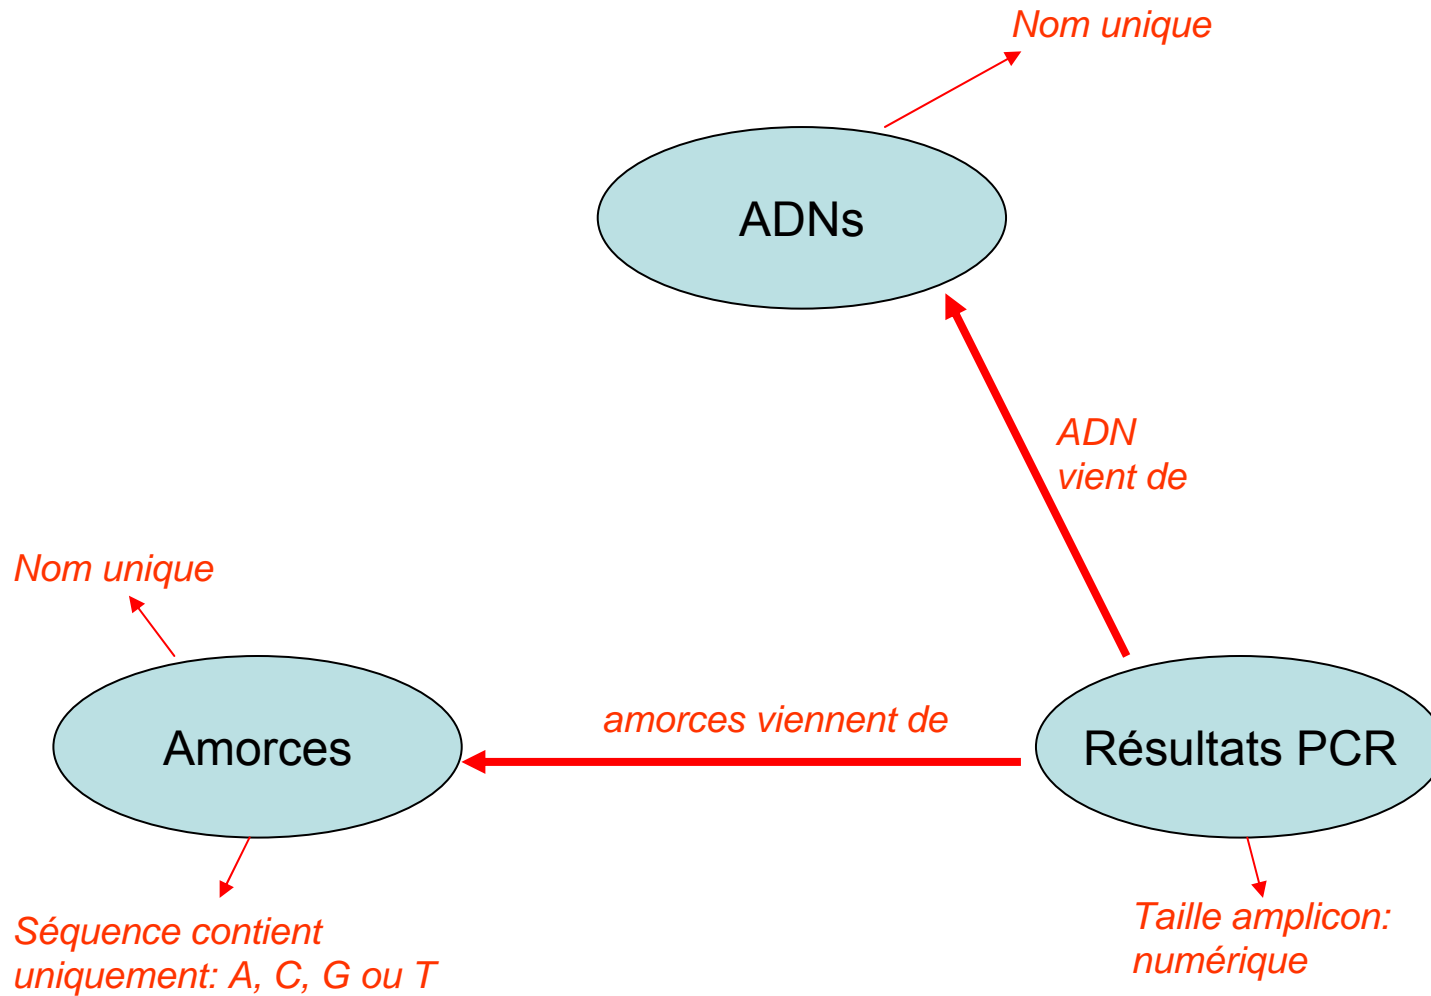 Nom unique
ADNs
ADN
vient de
Nom unique
amorces viennent de
Amorces
Résultats PCR
Séquence contient
uniquement: A, C, G ou T
Taille amplicon:
numérique